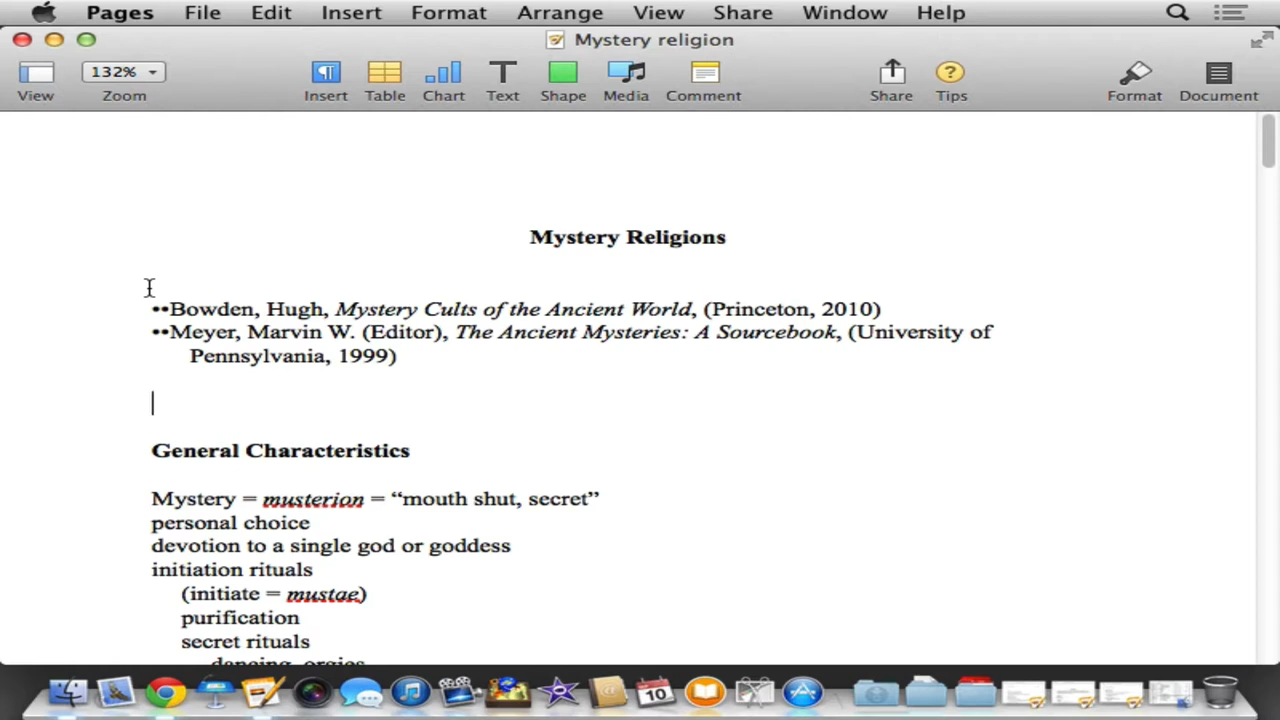 Pages File Edit Insert Format Arrange View Share Window Help
Mystery religion
132%
View Zoom Insert Table Chart Text Shape Media Comment Share Tips Format Document
Mystery Religions
••Bowden, Hugh, Mystery Cults of the Ancient World, (Princeton, 2010)
••Meyer, Marvin W. (Editor), The Ancient Mysteries: A Sourcebook, (University of
Pennsylvania, 1999)
General Characteristics
Mystery = musterion = “mouth shut, secret”
personal choice
devotion to a single god or goddess
initiation rituals
(initiate = mustae)
purification
secret rituals
dancing, orgies
10